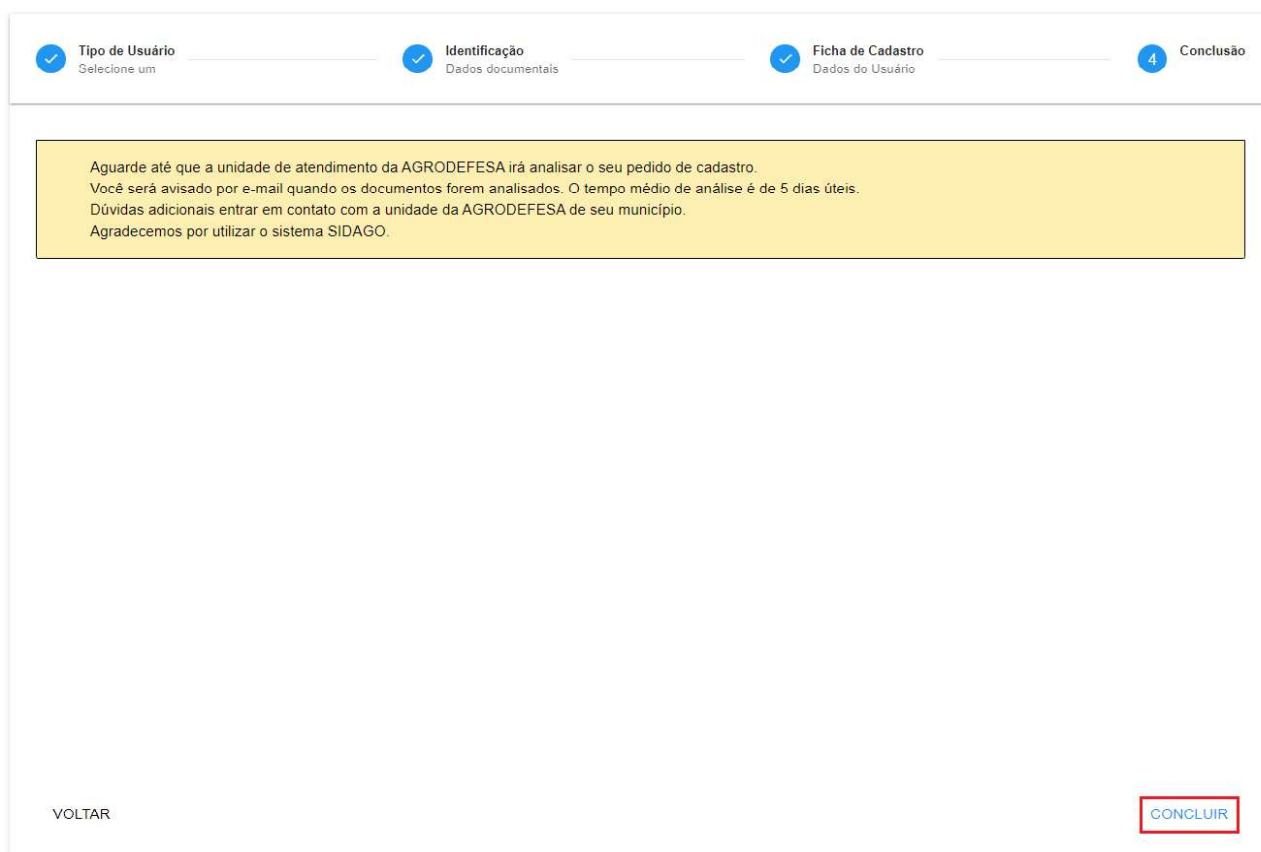 Tipo de Usuário
Selecione um
Identificação
Dados documentais
Ficha de Cadastro
Dados do Usuário
4
Conclusão
Aguarde até que a unidade de atendimento da AGRODEFESA irá analisar o seu pedido de cadastro.
Você será avisado por e-mail quando os documentos forem analisados. O tempo médio de análise é de 5 dias úteis.
Dúvidas adicionais entrar em contato com a unidade da AGRODEFESA de seu município.
Agradecemos por utilizar o sistema SIDAGO.
VOLTAR
CONCLUIR